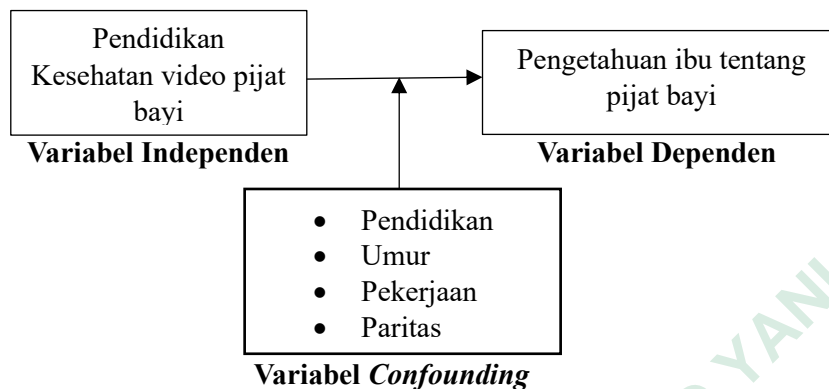 Pendidikan
Kesehatan video pijat
bayi
Variabel Independen
Pengetahuan ibu tentang
pijat bayi
Variabel Dependen
• Pendidikan
• Umur
• Pekerjaan
• Paritas
Variabel Confounding
YANI